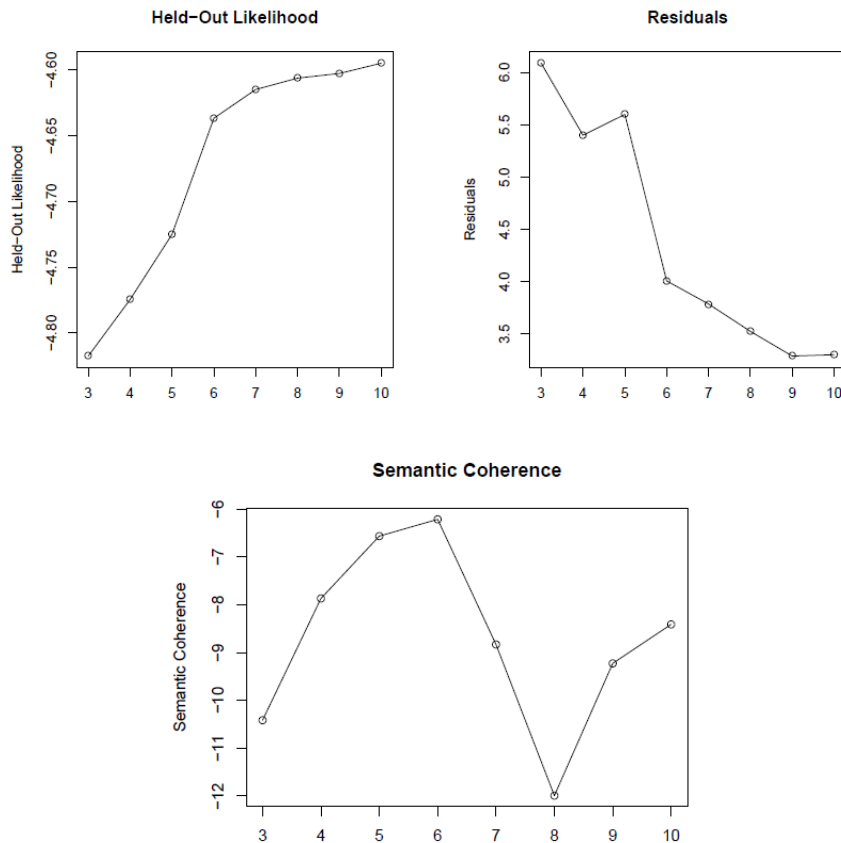 Held−Out Likelihood
Held−Out Likelihood
−4.60
−4.65
−4.70
−4.75
−4.80
3 4 5 6 7 8 9 10
Residuals
Residuals
6.0
5.5
5.0
4.5
4.0
3.5
3 4 5 6 7 8 9 10
Semantic Coherence
Semantic Coherence
−6
−7
−8
−9
−10
−11
−12
3 4 5 6 7 8 9 10